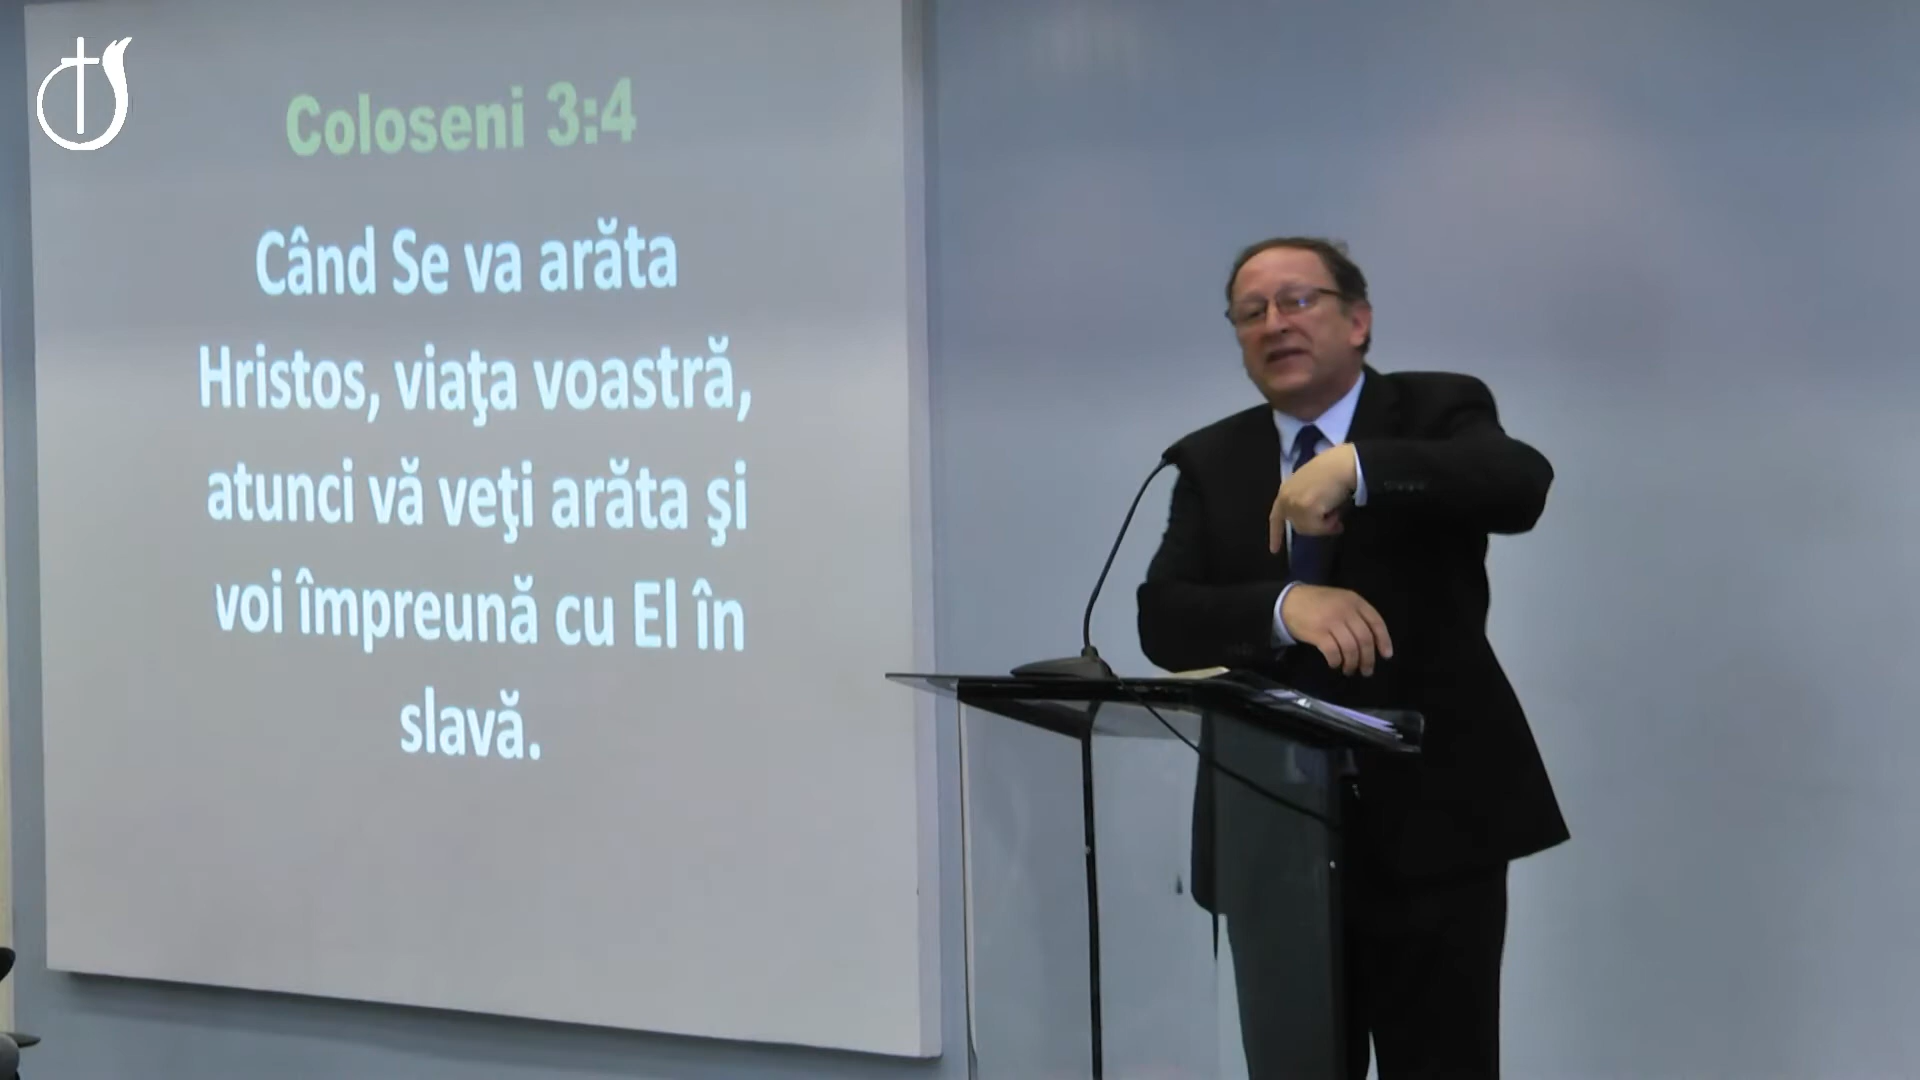 Coloseni 3:4
Când Se va arăta
Hristos, viaţa voastră,
atunci vă veţi arăta şi
voi împreună cu El în
slavă.